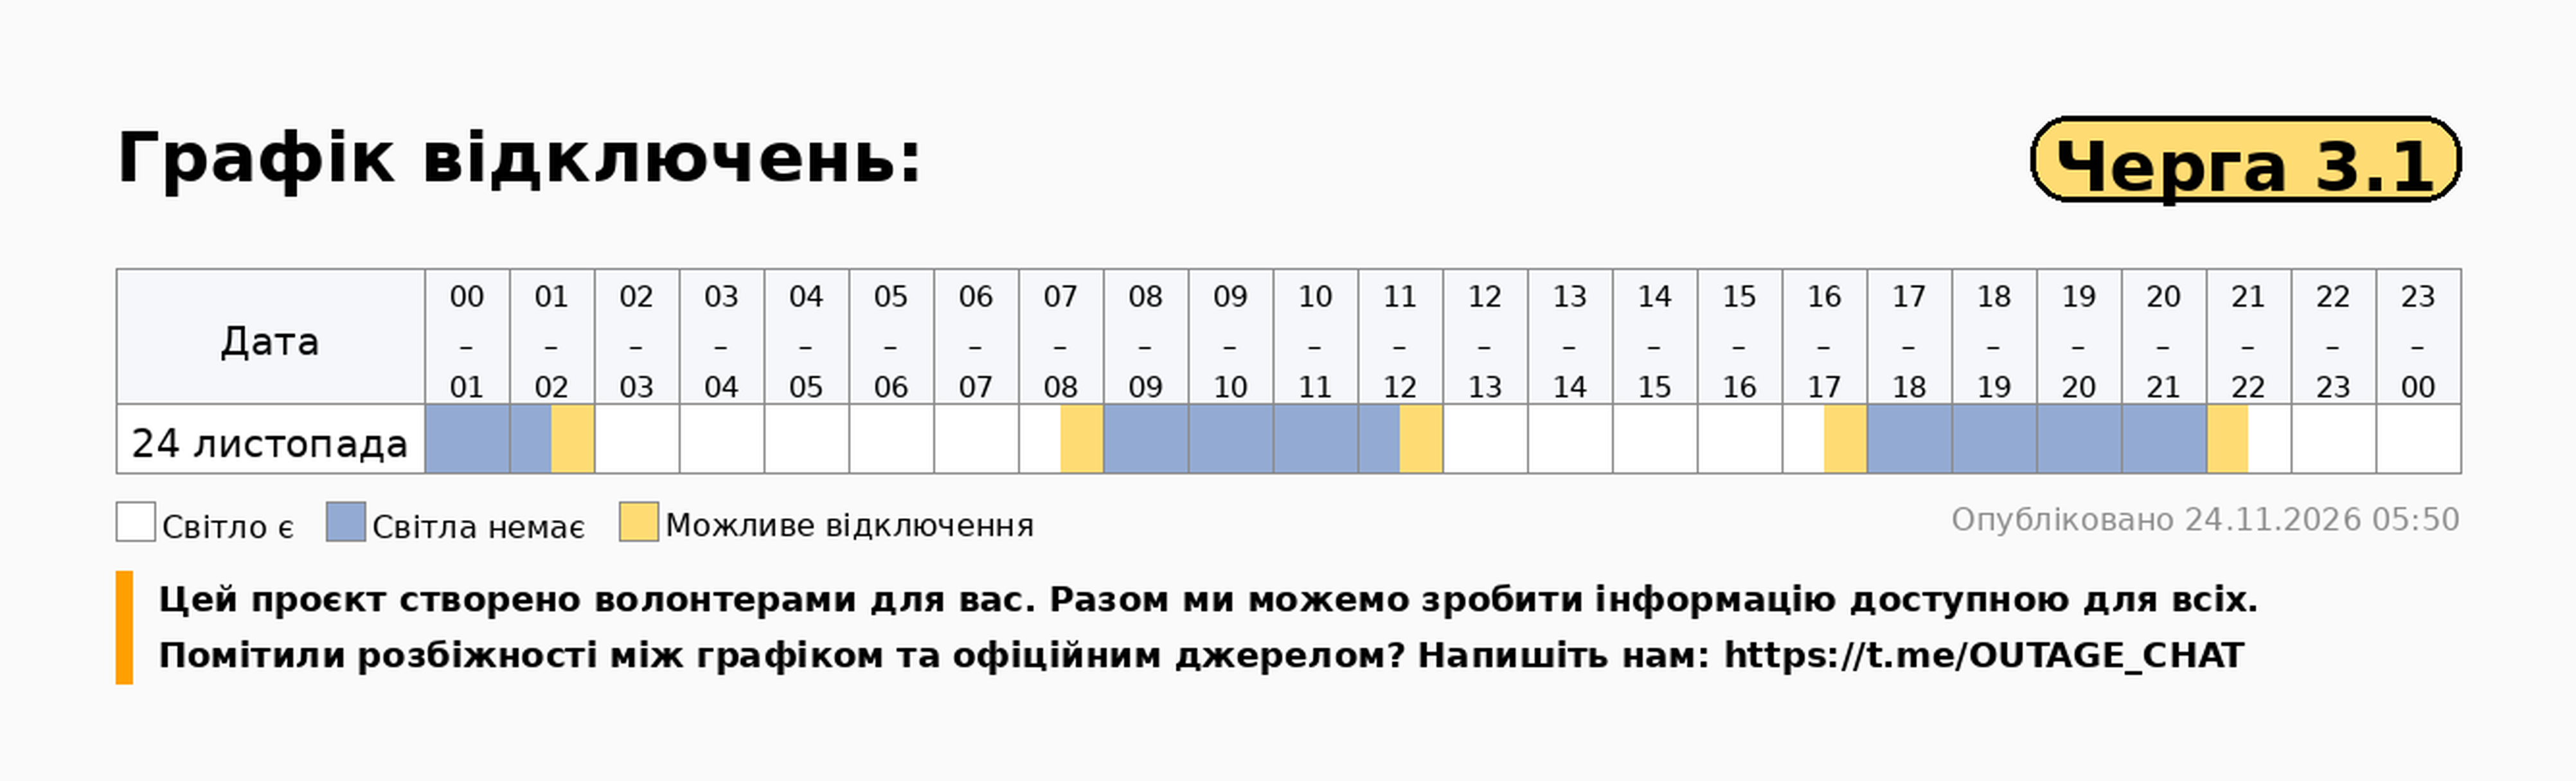 Графік відключень:
Черга 3.1
Дата
00 – 01
01 – 02
02 – 03
03 – 04
04 – 05
05 – 06
06 – 07
07 – 08
08 – 09
09 – 10
10 – 11
11 – 12
12 – 13
13 – 14
14 – 15
15 – 16
16 – 17
17 – 18
18 – 19
19 – 20
20 – 21
21 – 22
22 – 23
23 – 00
24 листопада
Світло є
Світла немає
Можливе відключення
Опубліковано 24.11.2026 05:50
Цей проєкт створено волонтерами для вас. Разом ми можемо зробити інформацію доступною для всіх.
Помітили розбіжності між графіком та офіційним джерелом? Напишіть нам: https://t.me/OUTAGE_CHAT